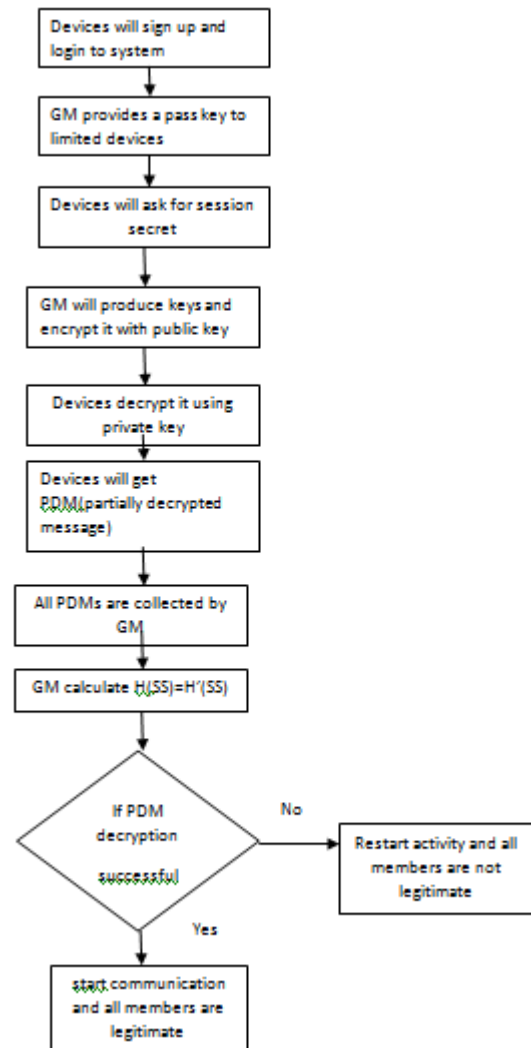 Devices will sign up and
login to system
GM provides a pass key to
limited devices
Devices will ask for session
secret
GM will produce keys and
encrypt it with public key
Devices decrypt it using
private key
Devices will get
PDM(partially decrypted
message)
All PDMs are collected by
GM
GM calculate H(SS)=H'(SS)
If PDM
decryption
successful
No
Restart activity and all
members are not
legitimate
Yes
start communication
and all members are
legitimate